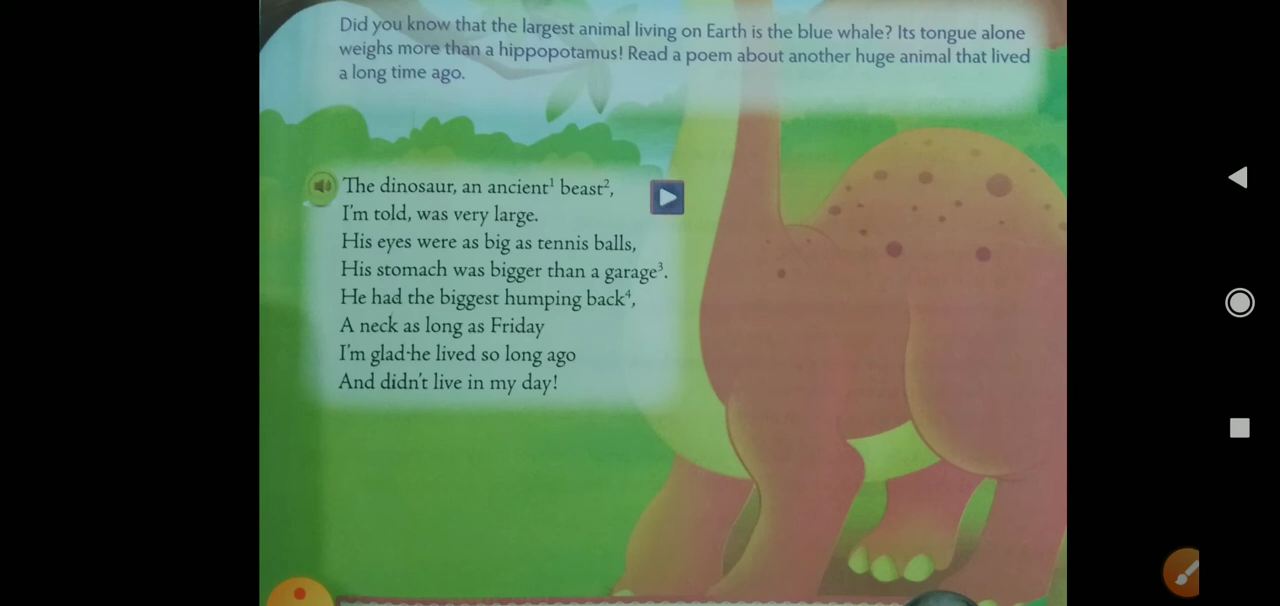 Did you know that the largest animal living on Earth is the blue whale? Its tongue alone
weighs more than a hippopotamus! Read a poem about another huge animal that lived
a long time ago.
The dinosaur, an ancient¹ beast²,
I'm told, was very large.
His eyes were as big as tennis balls,
His stomach was bigger than a garage³.
He had the biggest humping back⁴,
A neck as long as Friday
I'm glad he lived so long ago
And didn't live in my day!